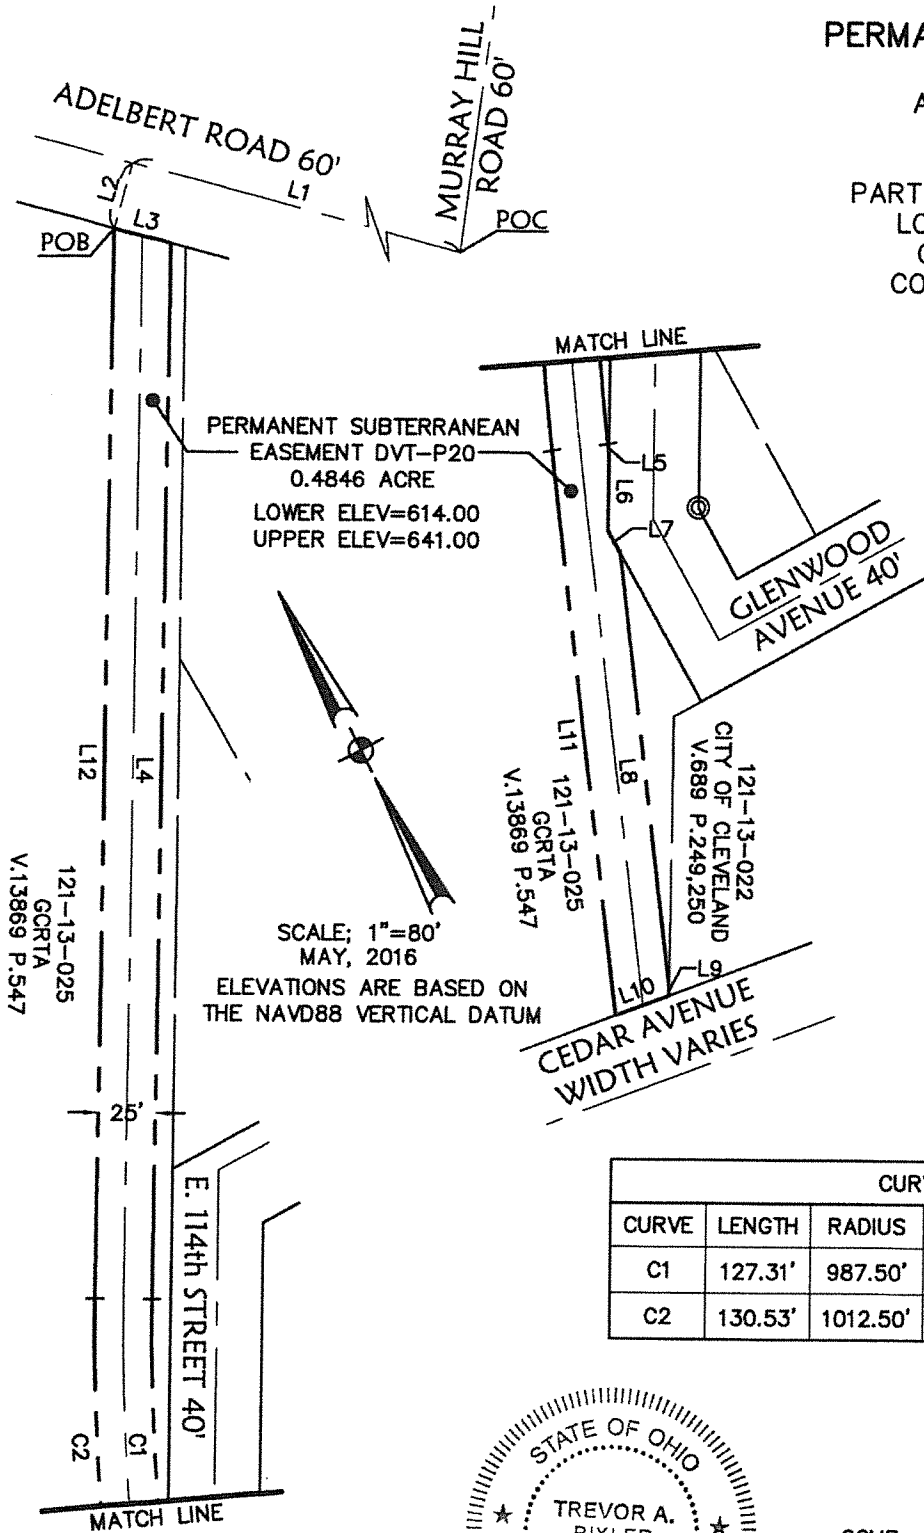 PERMA
A
PART
LO
C
CO
ADELBERT ROAD 60'
MURRAY HILL
ROAD 60'
L1
L2
L3
POB
POC
MATCH LINE
PERMANENT SUBTERRANEAN
EASEMENT DVT-P20
0.4846 ACRE
LOWER ELEV=614.00
UPPER ELEV=641.00
L5
L6
L7
GLENWOOD
AVENUE 40'
L12
L4
L11
L8
121-13-025
GCRTA
V.13869 P.547
121-13-022
CITY OF CLEVELAND
V.689 P.249,250
121-13-025
GCRTA
V.13869 P.547
SCALE; 1"=80'
MAY, 2016
ELEVATIONS ARE BASED ON
THE NAVD88 VERTICAL DATUM
L9
L10
CEDAR AVENUE
WIDTH VARIES
25'
E. 114th STREET 40'
C2
C1
MATCH LINE
CUR
CURVE LENGTH RADIUS
C1 127.31' 987.50'
C2 130.53' 1012.50'
STATE OF OHIO
TREVOR A.